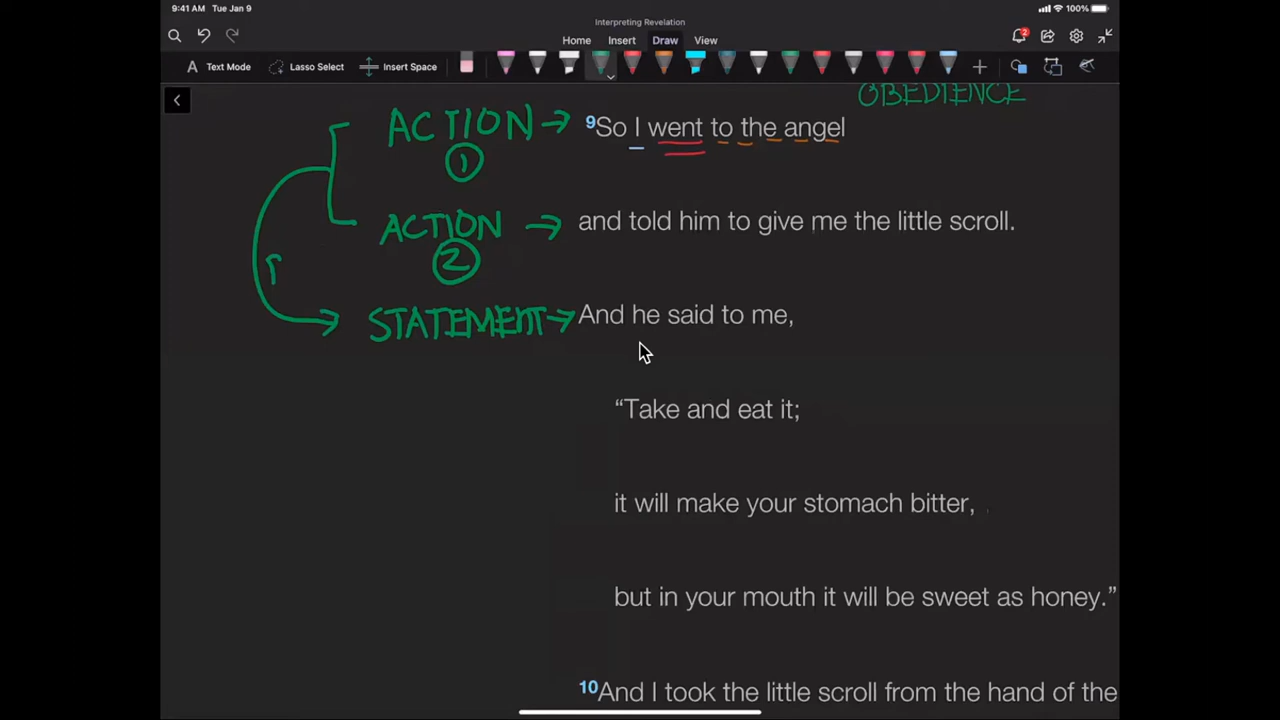 9:41 AM Tue Jan 9
100%
Interpreting Revelation
Home Insert Draw View
2
Text Mode Lasso Select Insert Space
OBEDIENCE
ACTION → 9So I went to the angel
1
ACTION → and told him to give me the little scroll.
2
STATEMENT → And he said to me,
“Take and eat it;
it will make your stomach bitter,
but in your mouth it will be sweet as honey.”
10And I took the little scroll from the hand of the